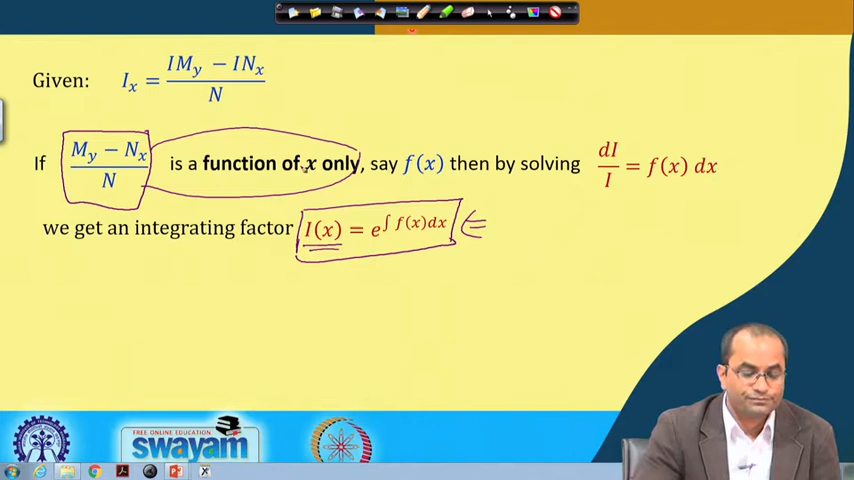 Given: I_x = (IM_y − IN_x) / N
If (M_y − N_x) / N is a function of x only, say f(x) then by solving dI/I = f(x) dx
we get an integrating factor I(x) = e^{∫ f(x)dx}
FREE ONLINE EDUCATION
swayam